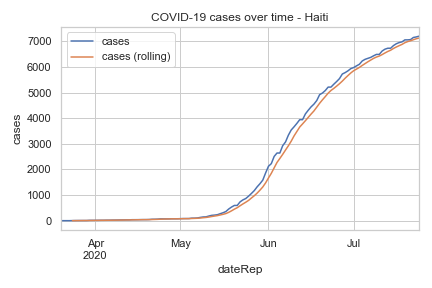 COVID-19 cases over time - Haiti
cases
cases (rolling)
7000
6000
5000
4000
3000
2000
1000
0
cases
Apr
2020
May
Jun
Jul
dateRep